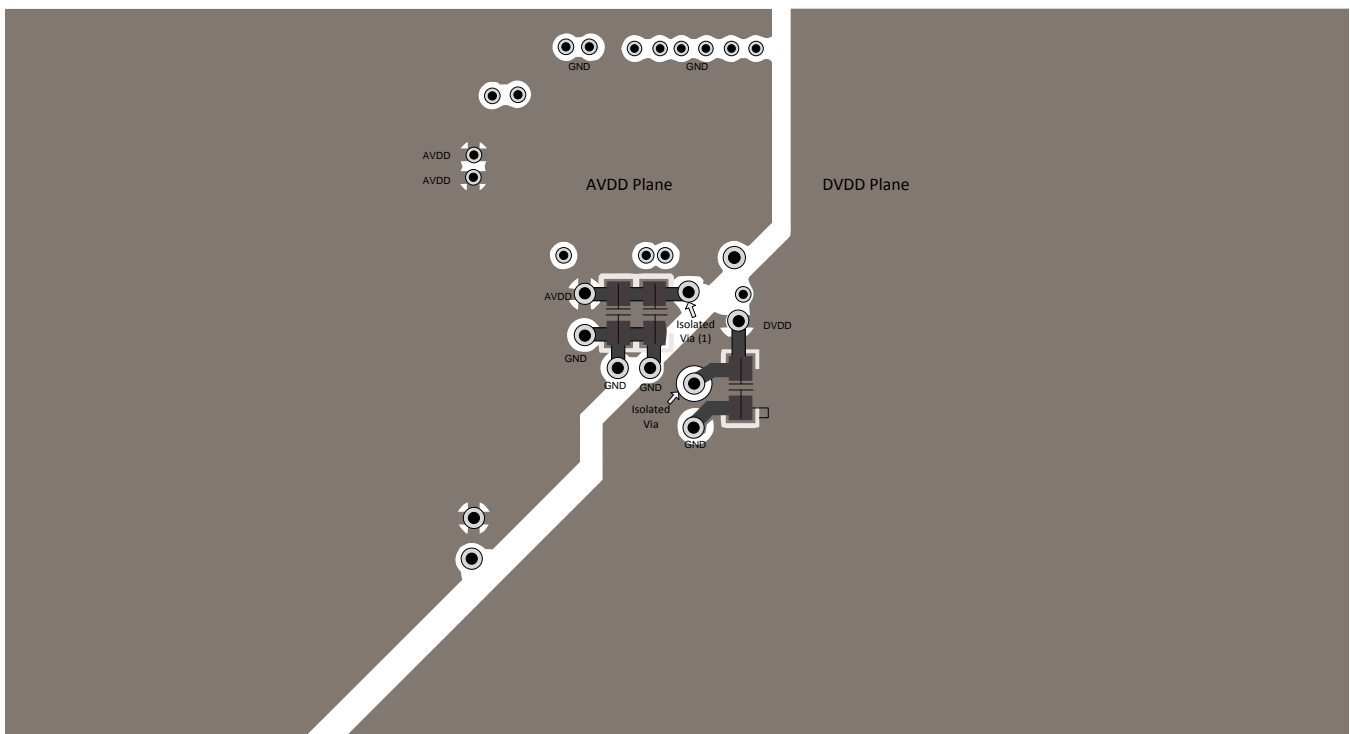 GND
GND
AVDD
AVDD
AVDD Plane
DVDD Plane
AVDD
Isolated
Via (1)
DVDD
GND
GND
GND
Isolated
Via
GND